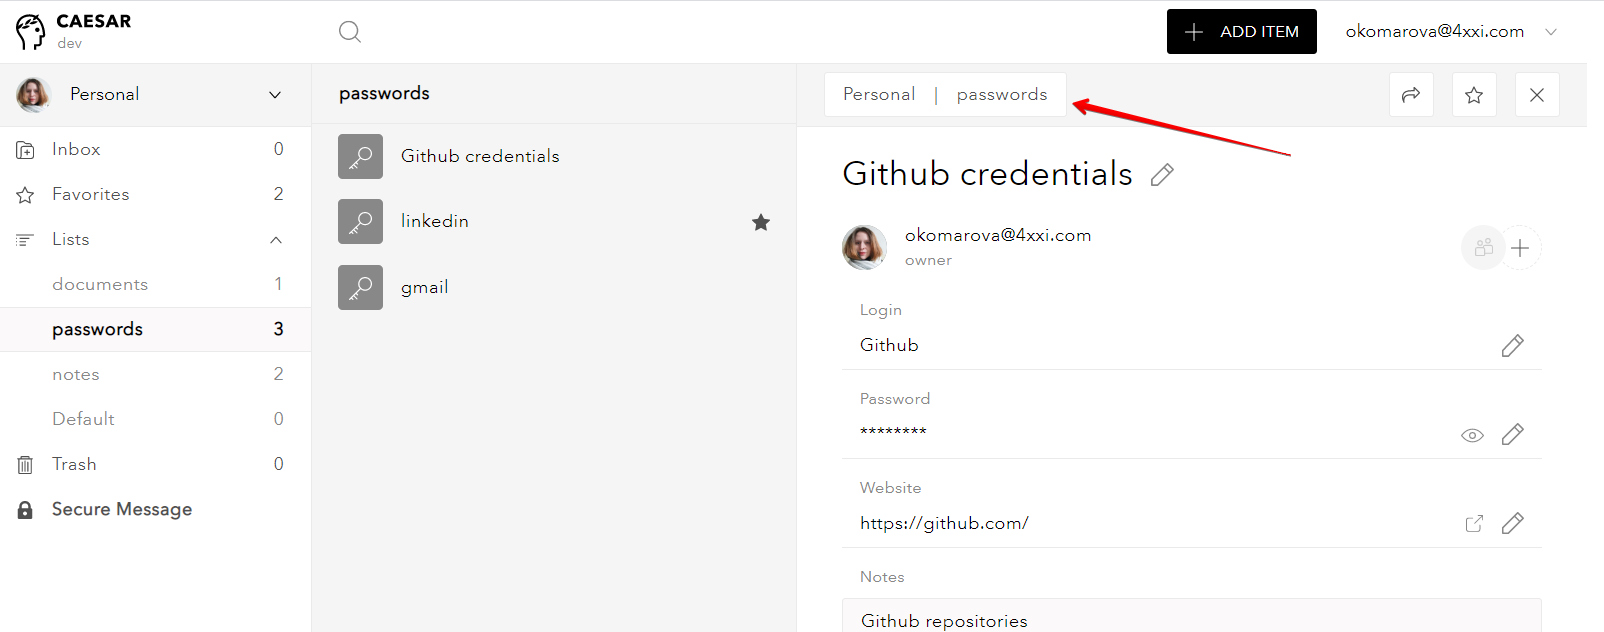 CAESAR
dev
ADD ITEM
okomarova@4xxi.com
Personal
Inbox 0
Favorites 2
Lists
documents 1
passwords 3
notes 2
Default 0
Trash 0
Secure Message
passwords
Github credentials
linkedin
gmail
Personal | passwords
Github credentials
okomarova@4xxi.com
owner
Login
Github
Password
********
Website
https://github.com/
Notes
Github repositories